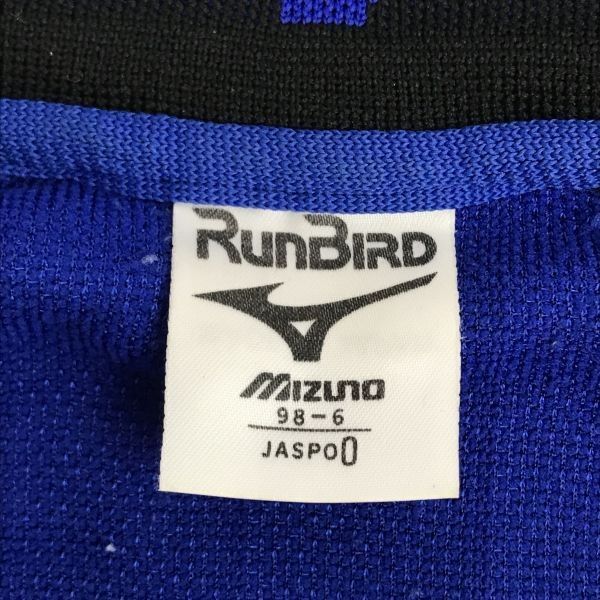 RUNBIRD
MIZUNO
98-6
JASPO O